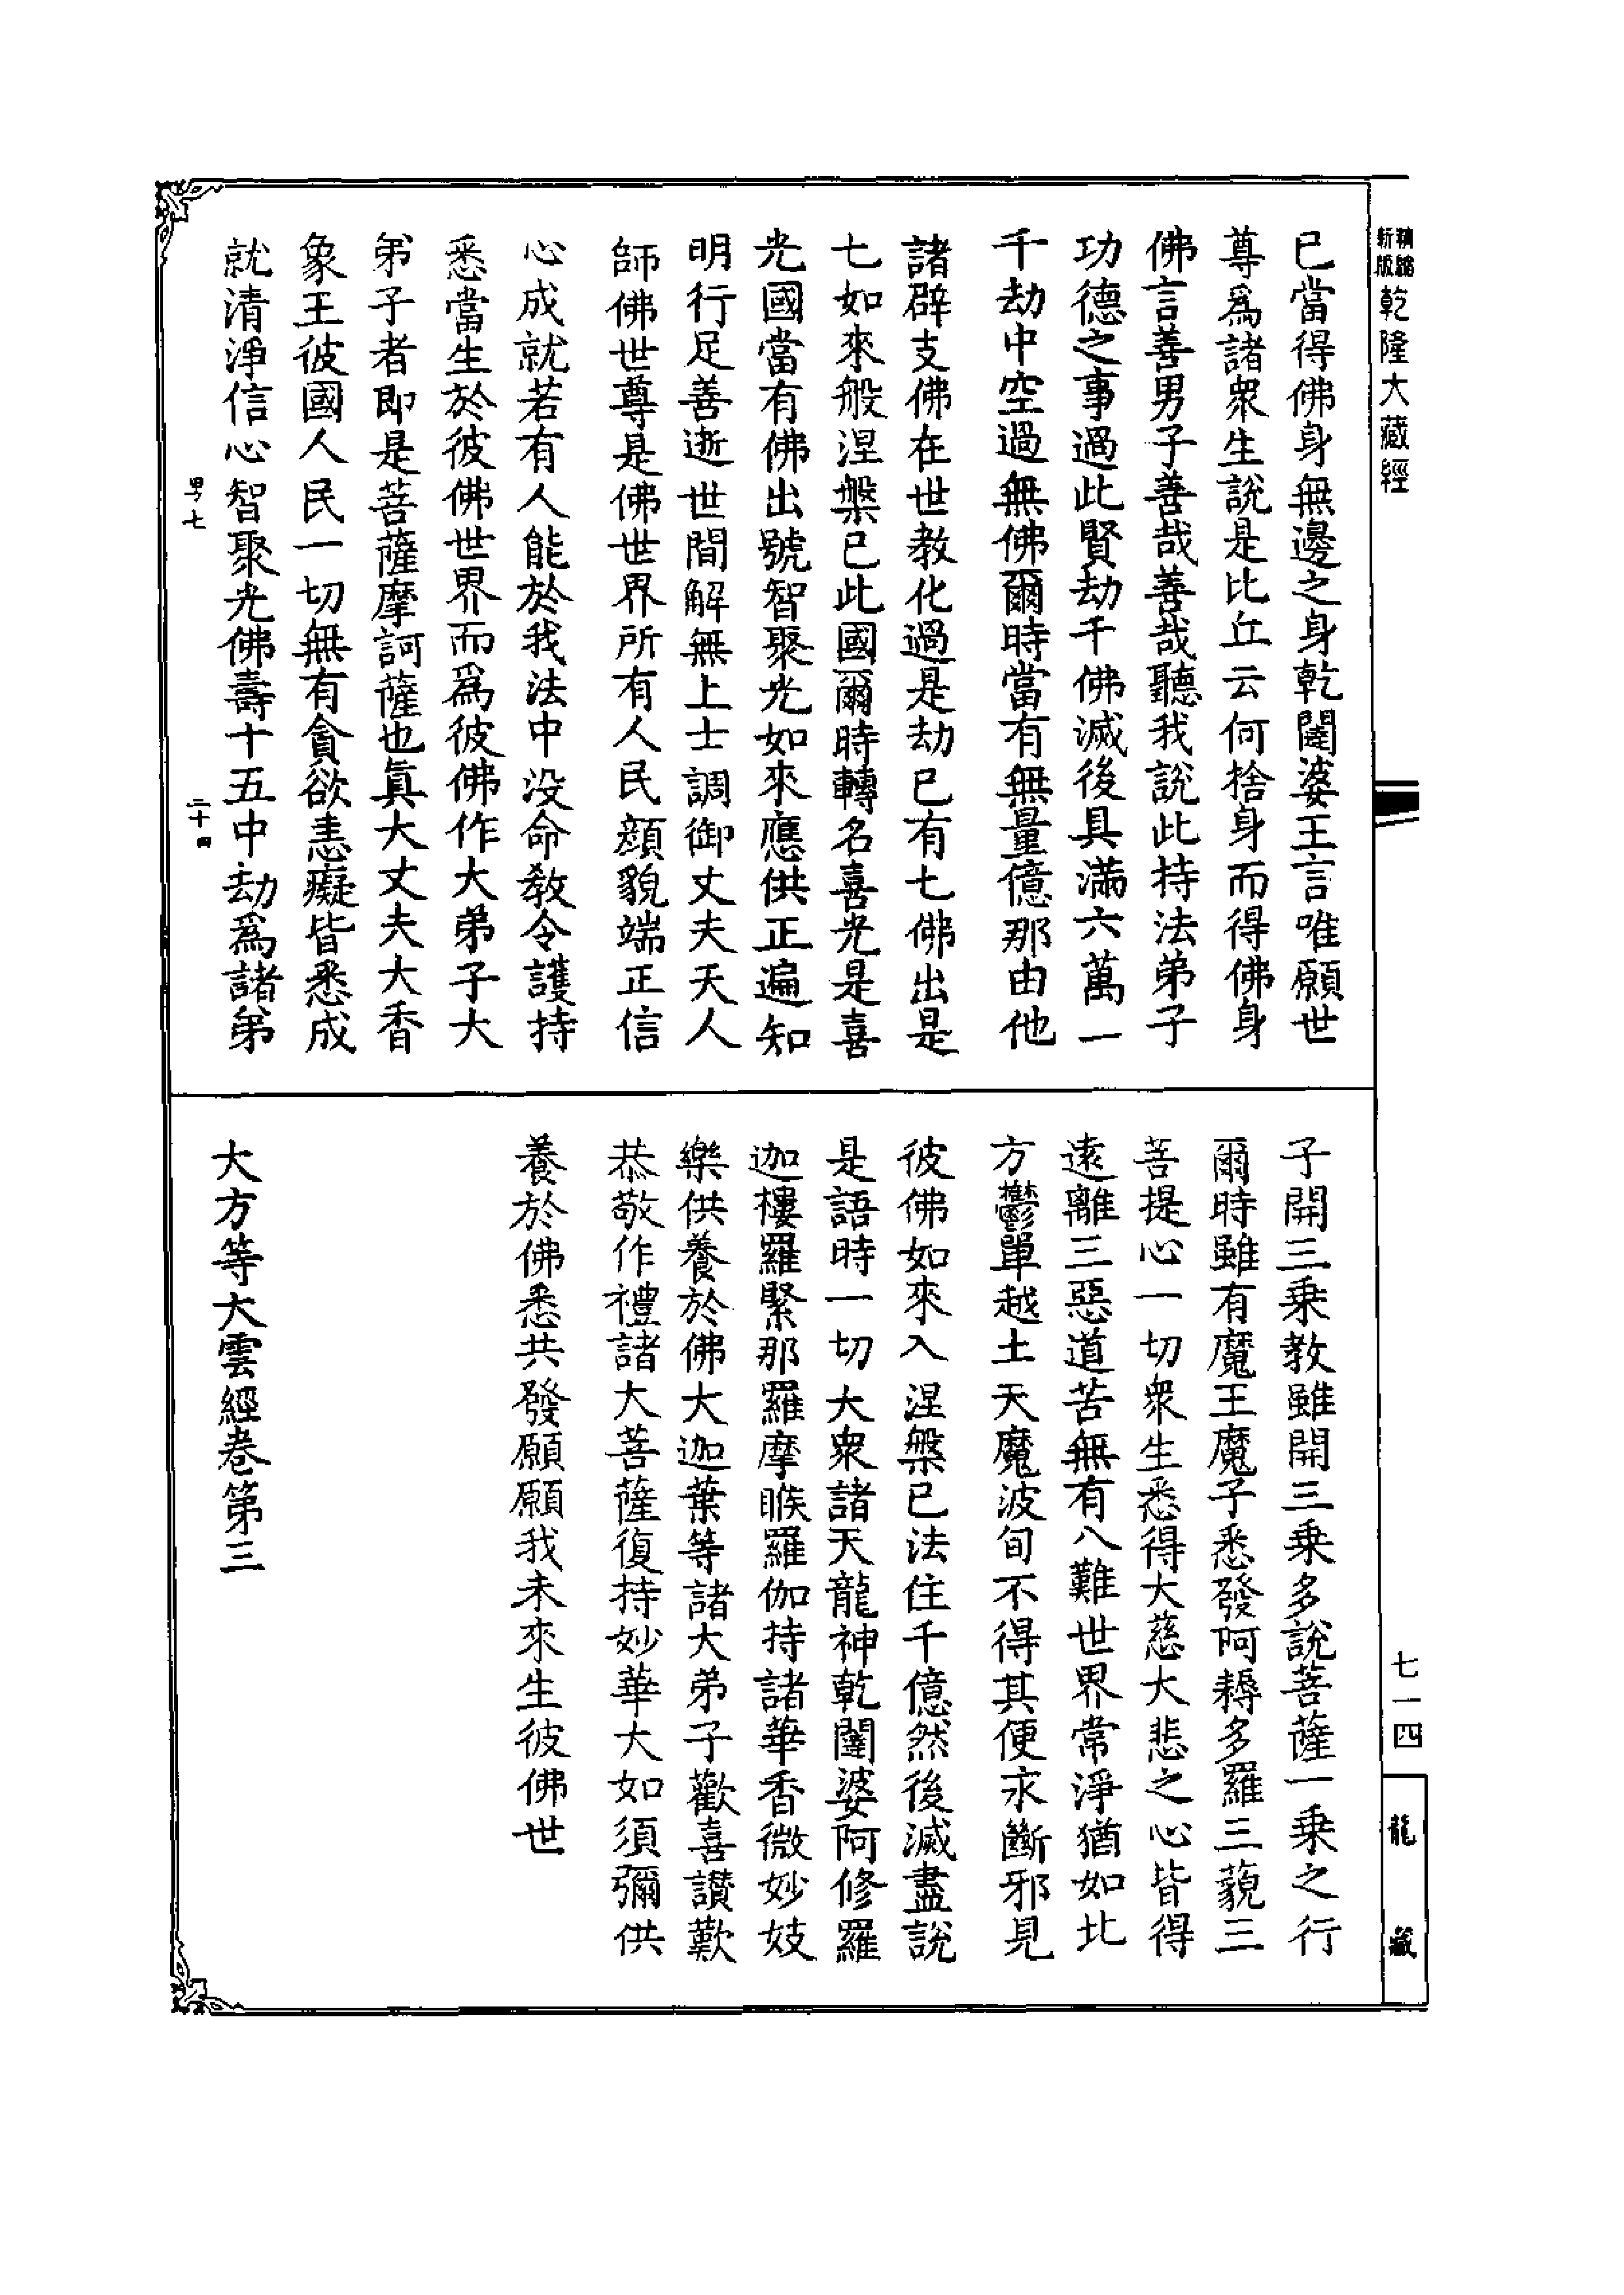 精縮
新版
乾隆大藏經
已當得佛身無邊之身乾闥婆王言唯願世
尊爲諸衆生說是比丘云何捨身而得佛身
佛言善男子善哉善哉聽我說此持法弟子
功德之事過此賢劫千佛滅後具滿六萬一
千劫中空過無佛爾時當有無量億那由他
諸辟支佛在世教化過是劫已有七佛出是
七如來般涅槃已此國爾時轉名喜光是喜
光國當有佛出號智聚光如來應供正遍知
明行足善逝世間解無上士調御丈夫天人
師佛世尊是佛世界所有人民顔貌端正信
心成就若有人能於我法中没命教令護持
悉當生於彼佛世界而爲彼佛作大弟子大
弟子者即是菩薩摩訶薩也眞大丈夫大香
象王彼國人民一切無有貪欲恚癡皆悉成
就清淨信心智聚光佛壽十五中劫爲諸弟
男七
二十四
子開三乘教雖開三乘多說菩薩一乘之行
爾時雖有魔王魔子悉發阿耨多羅三藐三
菩提心一切衆生悉得大慈大悲之心皆得
遠離三惡道苦無有八難世界常淨猶如北
方鬱單越土天魔波旬不得其便永斷邪見
彼佛如來入涅槃已法住千億然後滅盡說
是語時一切大衆諸天龍神乾闥婆阿修羅
迦樓羅緊那羅摩睺羅伽持諸華香微妙妓
樂供養於佛大迦葉等諸大弟子歡喜讃歎
恭敬作禮諸大菩薩復持妙華大如須彌供
養於佛悉共發願願我未來生彼佛世
大方等大雲經卷第三
七一四
龍藏